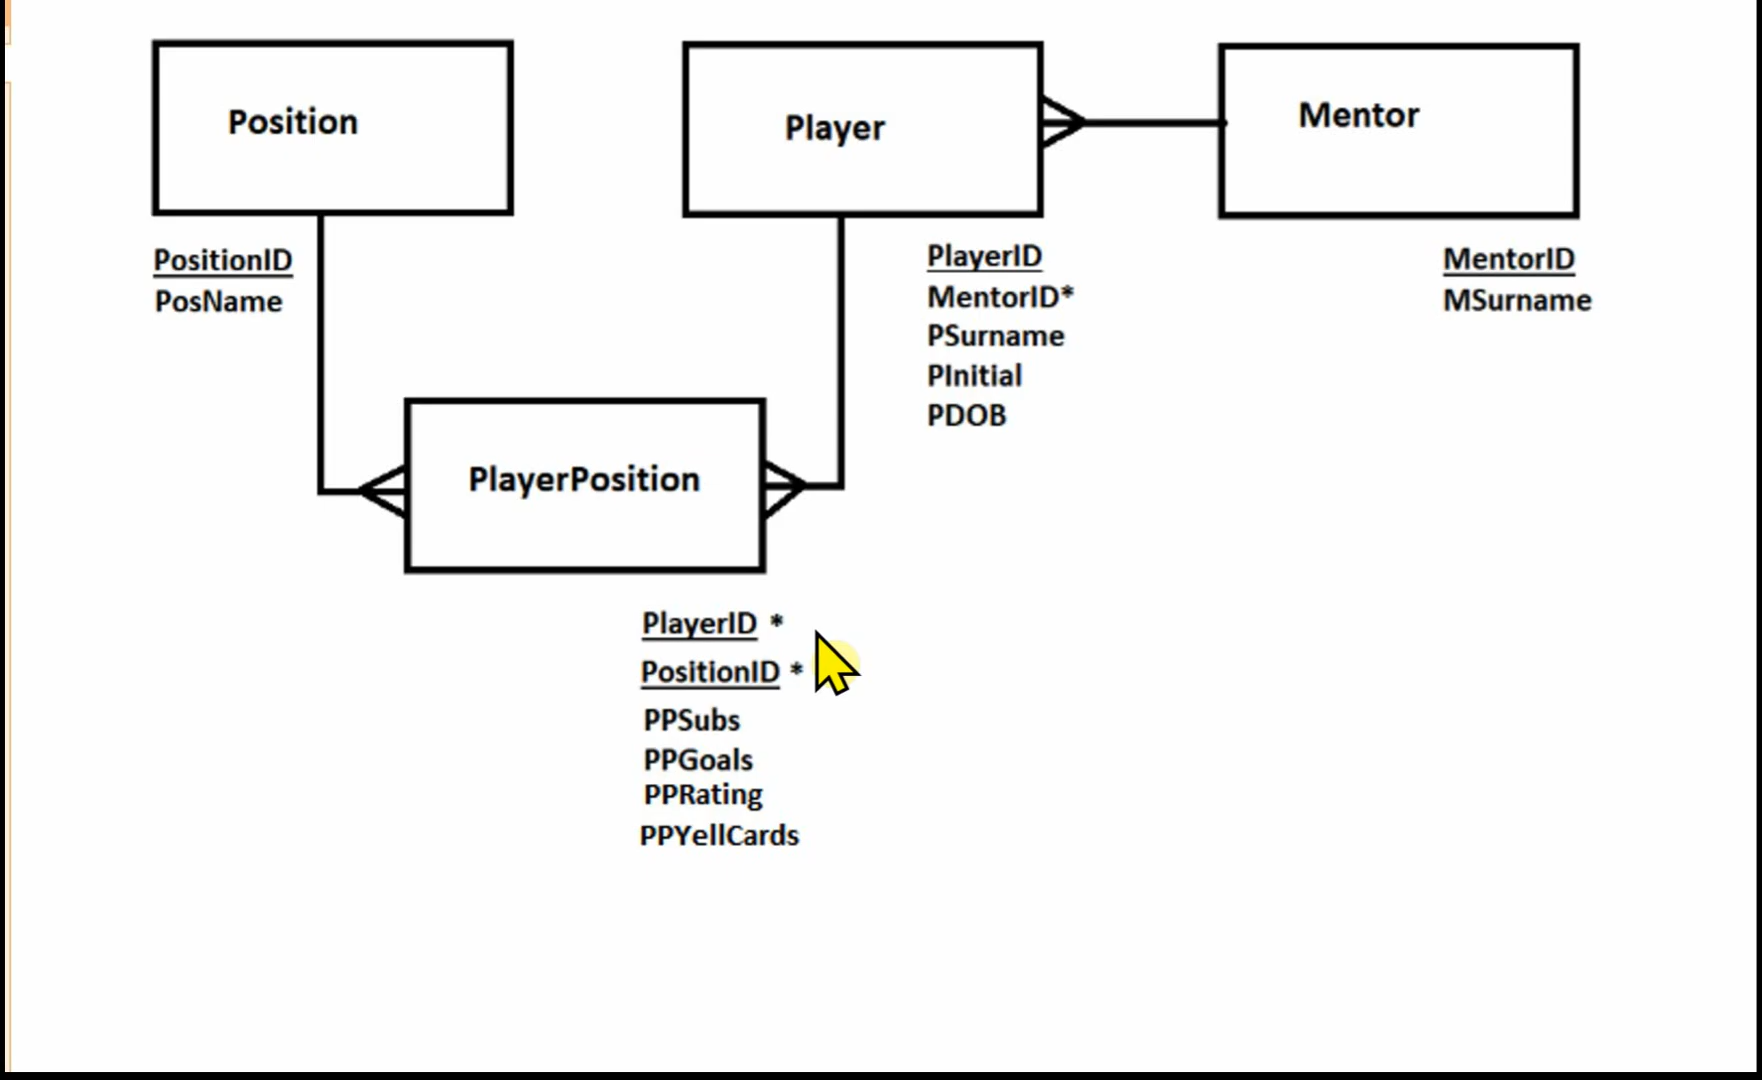 Position
Player
Mentor
PositionID
PosName
PlayerID
MentorID*
PSurname
PInitial
PDOB
MentorID
MSurname
PlayerPosition
PlayerID *
PositionID *
PPSubs
PPGoals
PPRating
PPYellCards